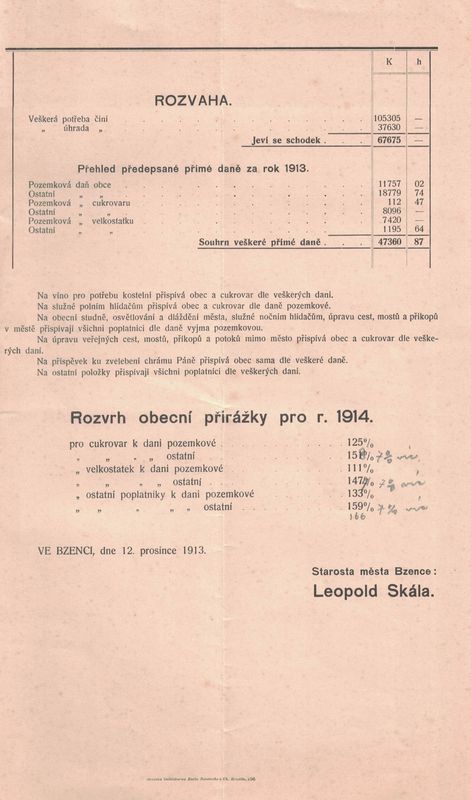 K h
ROZVAHA.
Veškerá potřeba činí . . . . . . . 105305 —
„ úhrada „ . . . . . . . 37630 —
Jeví se schodek . . . 67675 —
Přehled předepsané přímé daně za rok 1913.
Pozemková daň obce . . . . . . . 11757 02
Ostatní „ „ . . . . . . . 18779 74
Pozemková „ cukrovaru . . . . . . . 112 47
Ostatní „ „ . . . . . . . 8096 —
Pozemková „ velkostatku . . . . . . . 7420 —
Ostatní „ „ . . . . . . . 1195 64
Souhrn veškeré přímé daně . . . 47360 87
Na víno pro potřebu kostelní přispívá obec a cukrovar dle veškerých daní.
Na služné polním hlídačům přispívá obec a cukrovar dle daně pozemkové.
Na obecní studně, osvětlování a dláždění města, služné nočním hlídačům, úpravu cest, mostů a příkopů
v městě přispívají všichni poplatníci dle daně vyjma pozemkovou.
Na úpravu veřejných cest, mostů, příkopů a potoků mimo město přispívá obec a cukrovar dle veške-
rých daní.
Na příspěvek ku zvelebení chrámu Páně přispívá obec sama dle veškeré daně.
Na ostatní položky přispívají všichni poplatníci dle veškerých daní.
Rozvrh obecní přirážky pro r. 1914.
pro cukrovar k dani pozemkové . . . . . 125%
„ „ „ „ ostatní . . . . . 15 % 7%
„ velkostatek k dani pozemkové . . . . . 111%
„ „ „ „ ostatní . . . . . 147% 7%
„ ostatní poplatníky k dani pozemkové . . . . . 133%
„ „ „ „ „ ostatní . . . . . 159% 7%
166
VE BZENCI, dne 12. prosince 1913.
Starosta města Bzence :
Leopold Skála.